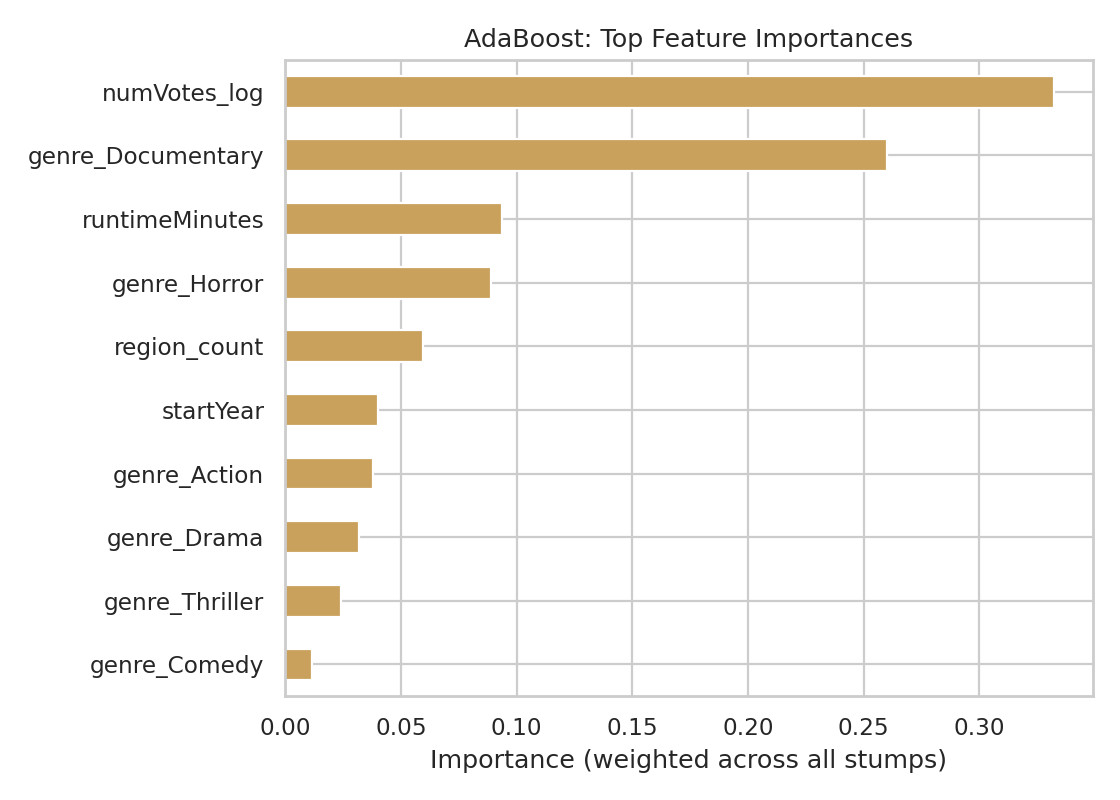 AdaBoost: Top Feature Importances
numVotes_log
genre_Documentary
runtimeMinutes
genre_Horror
region_count
startYear
genre_Action
genre_Drama
genre_Thriller
genre_Comedy
0.00 0.05 0.10 0.15 0.20 0.25 0.30
Importance (weighted across all stumps)